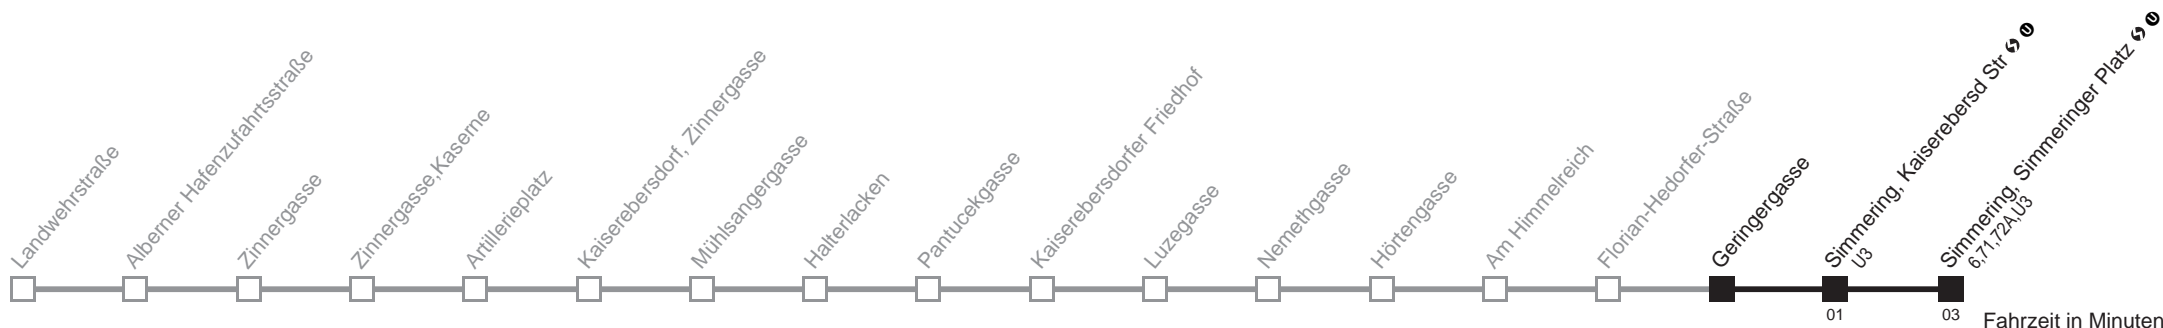 Landwehrstraße
Alberner Hafenzufahrtsstraße
Zinnergasse
Zinnergasse,Kaserne
Artillerieplatz
Kaiserebersdorf, Zinnergasse
Mühlsangergasse
Halterlacken
Pantucekgasse
Kaiserebersdorfer Friedhof
Luzegasse
Nemethgasse
Hörtengasse
Am Himmelreich
Florian-Hedorfer-Straße
Geringergasse
Simmering, Kaiserebersd Str S U
U3
Simmering, Simmeringer Platz S U
6,71,72A,U3
01
03
Fahrzeit in Minuten